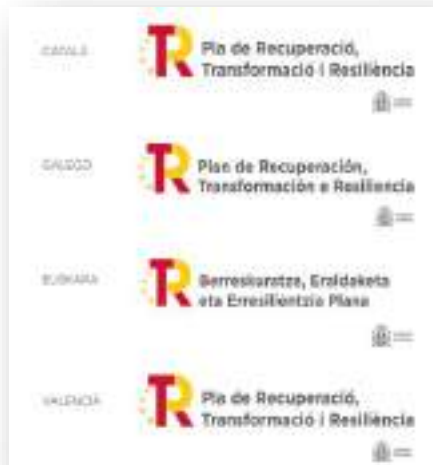 CATALÀ
Pla de Recuperació,
Transformació i Resiliència
GALEGO
Plan de Recuperación,
Transformación e Resiliencia
EUSKARA
Berreskuratze, Eraldaketa
eta Erresilientzia Plana
VALENCIÀ
Pla de Recuperació,
Transformació i Resiliència